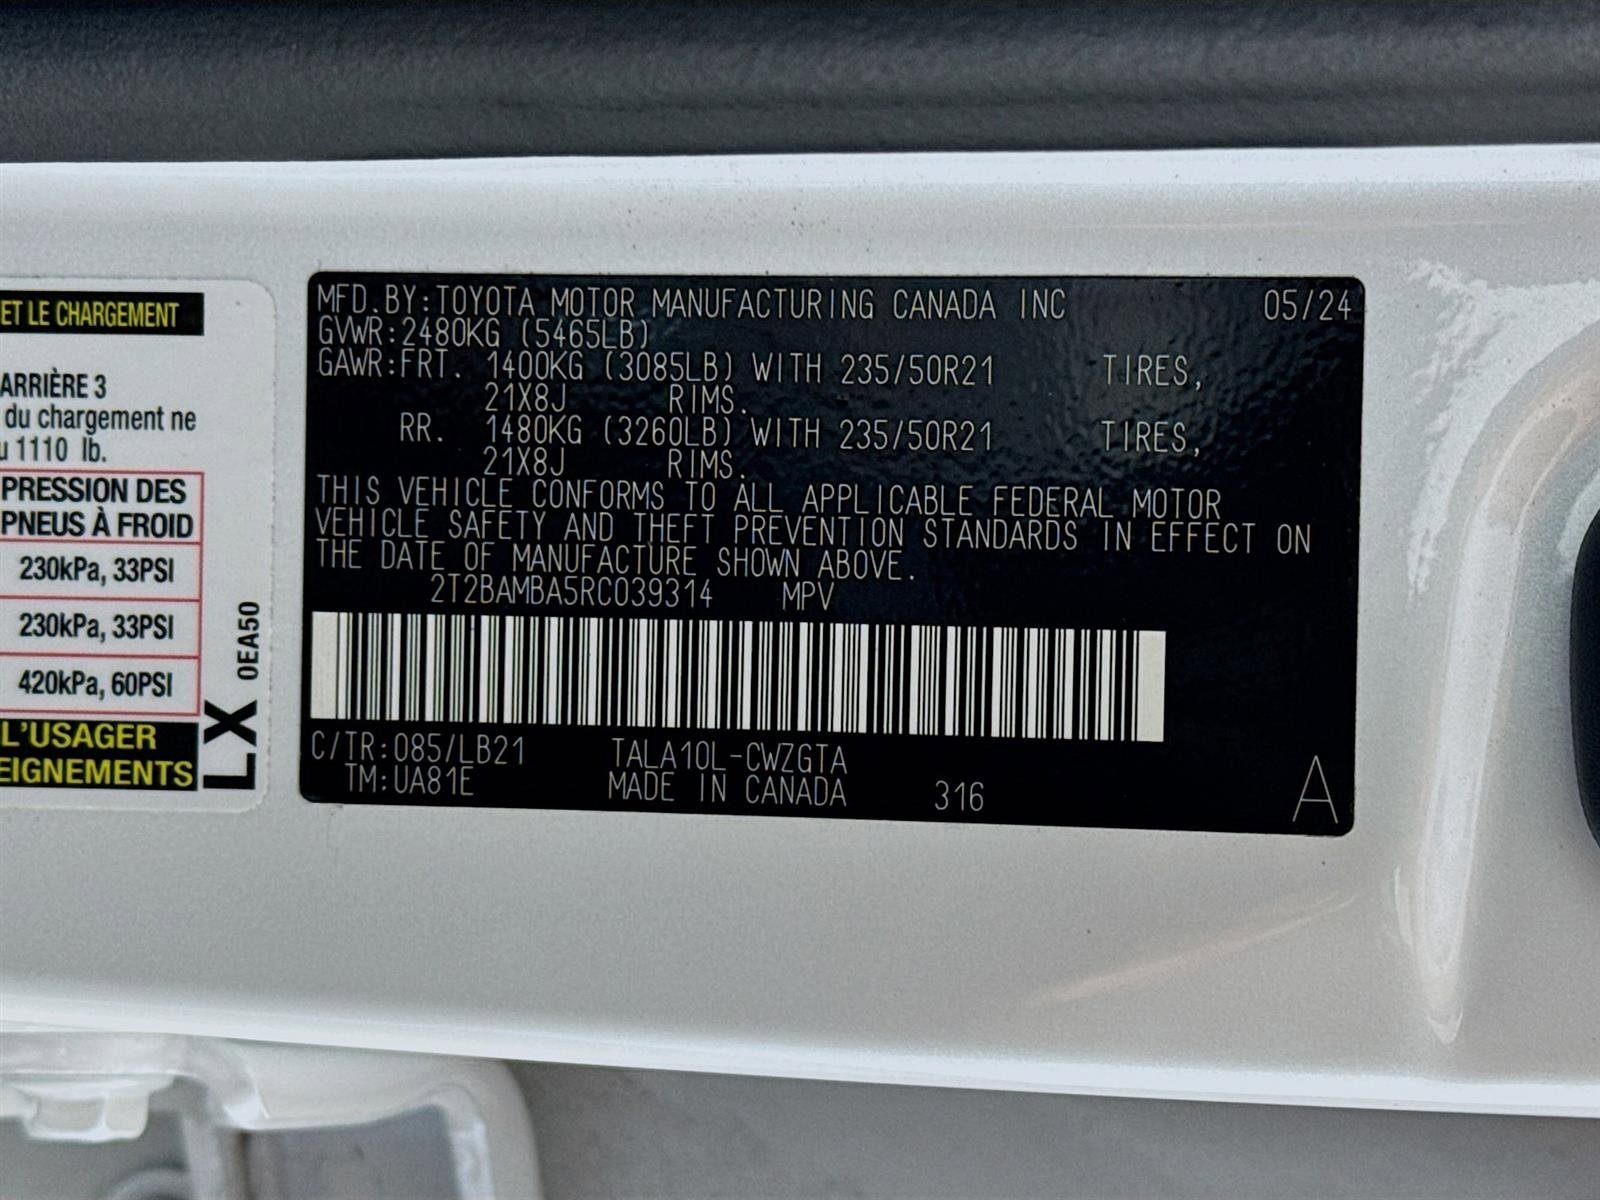 ET LE CHARGEMENT
ARRIÈRE 3
du chargement ne
1110 lb.
PRESSION DES
PNEUS À FROID
230kPa, 33PSI
230kPa, 33PSI
420kPa, 60PSI
L'USAGER
EIGNEMENTS
LX 0EA50
MFD.BY:TOYOTA MOTOR MANUFACTURING CANADA INC 05/24
GVWR:2480KG (5465LB)
GAWR:FRT. 1400KG (3085LB) WITH 235/50R21 TIRES,
21X8J RIMS.
RR. 1480KG (3260LB) WITH 235/50R21 TIRES,
21X8J RIMS.
THIS VEHICLE CONFORMS TO ALL APPLICABLE FEDERAL MOTOR
VEHICLE SAFETY AND THEFT PREVENTION STANDARDS IN EFFECT ON
THE DATE OF MANUFACTURE SHOWN ABOVE.
2T2BAMBA5RC039314 MPV
C/TR:085/LB21 TALA10L-CWZGTA
TM:UA81E MADE IN CANADA 316 A